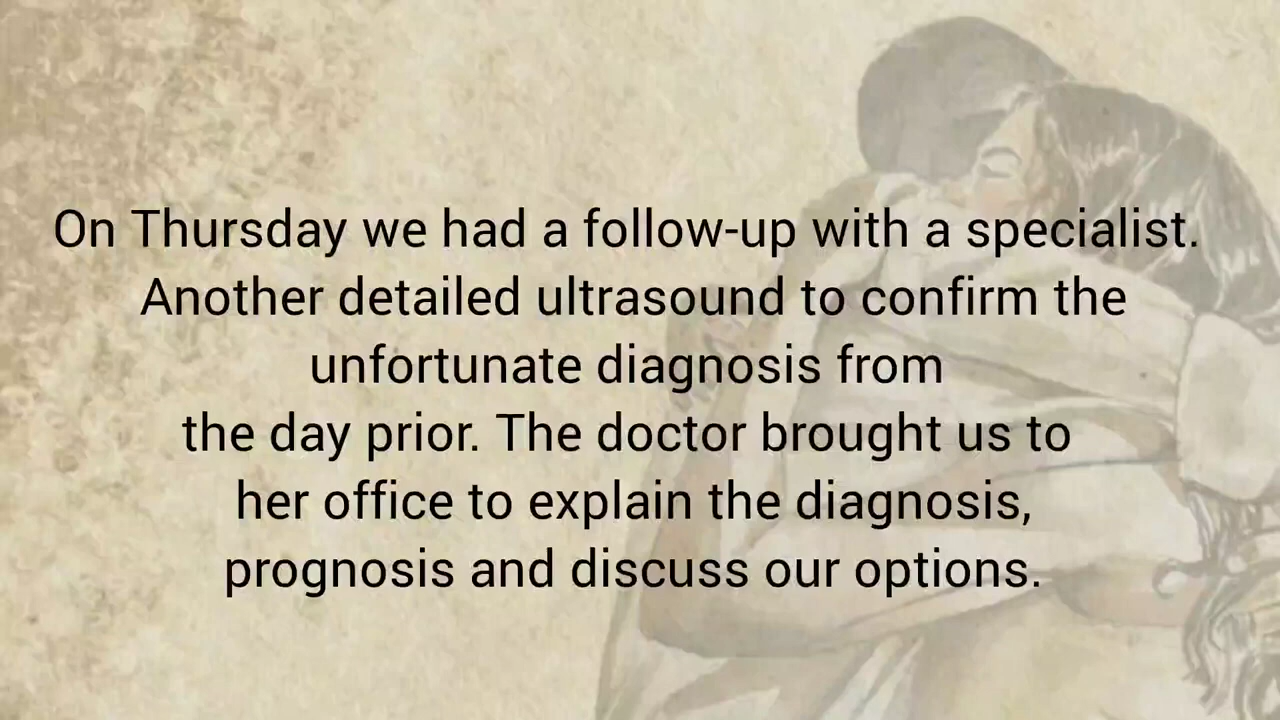 On Thursday we had a follow-up with a specialist.
Another detailed ultrasound to confirm the
unfortunate diagnosis from
the day prior. The doctor brought us to
her office to explain the diagnosis,
prognosis and discuss our options.